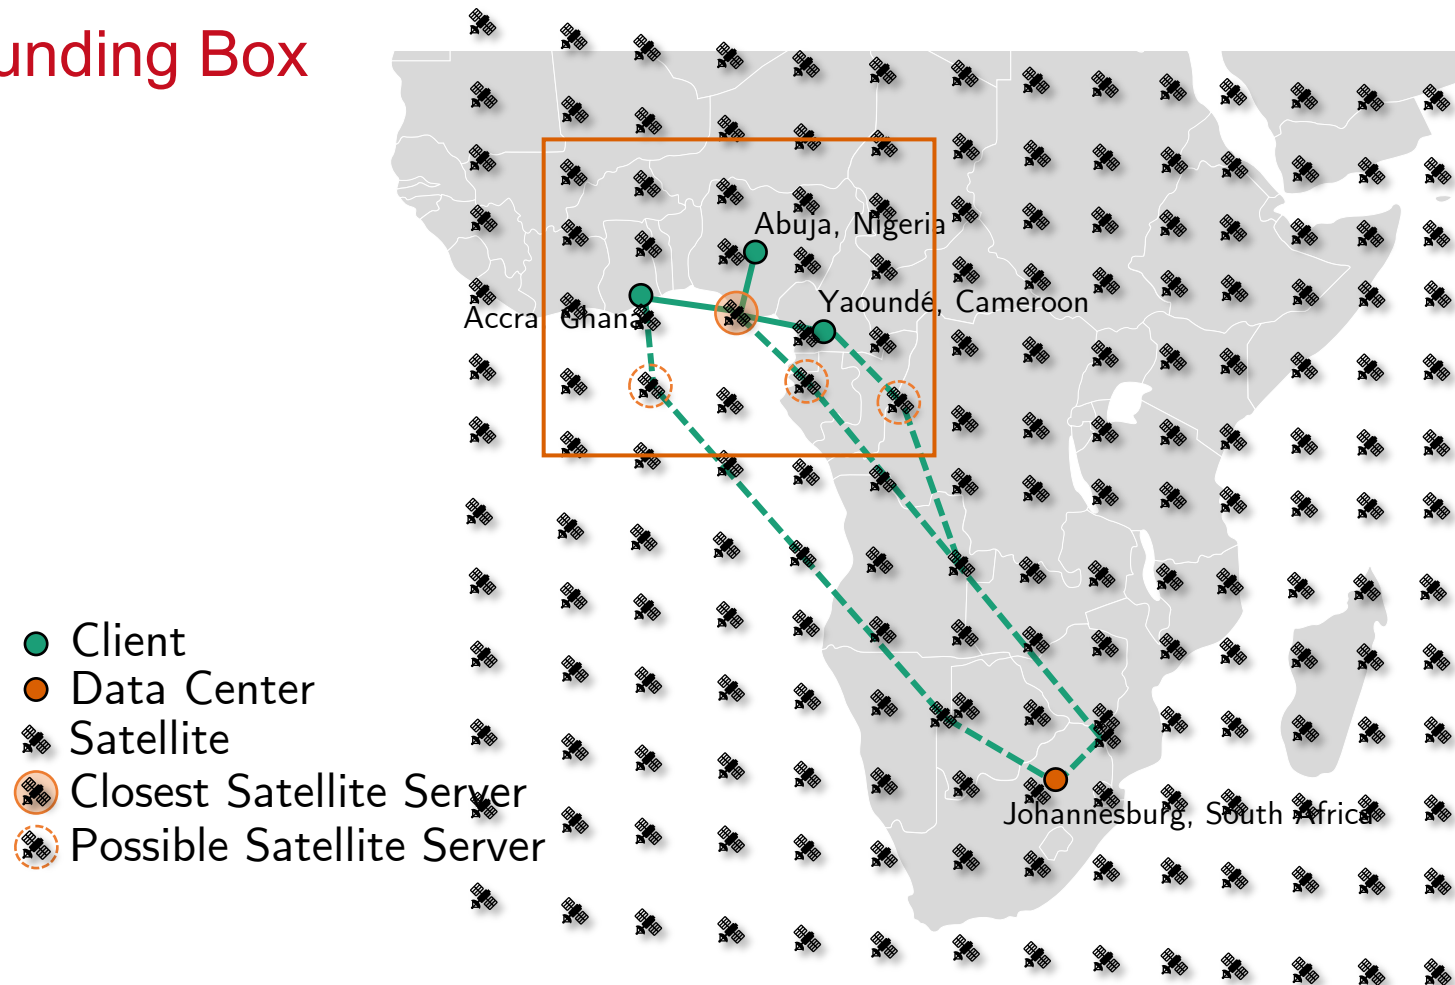 unding Box
Abuja, Nigeria
Yaoundé, Cameroon
Accra, Ghana
Client
Data Center
Satellite
Closest Satellite Server
Possible Satellite Server
Johannesburg, South Africa